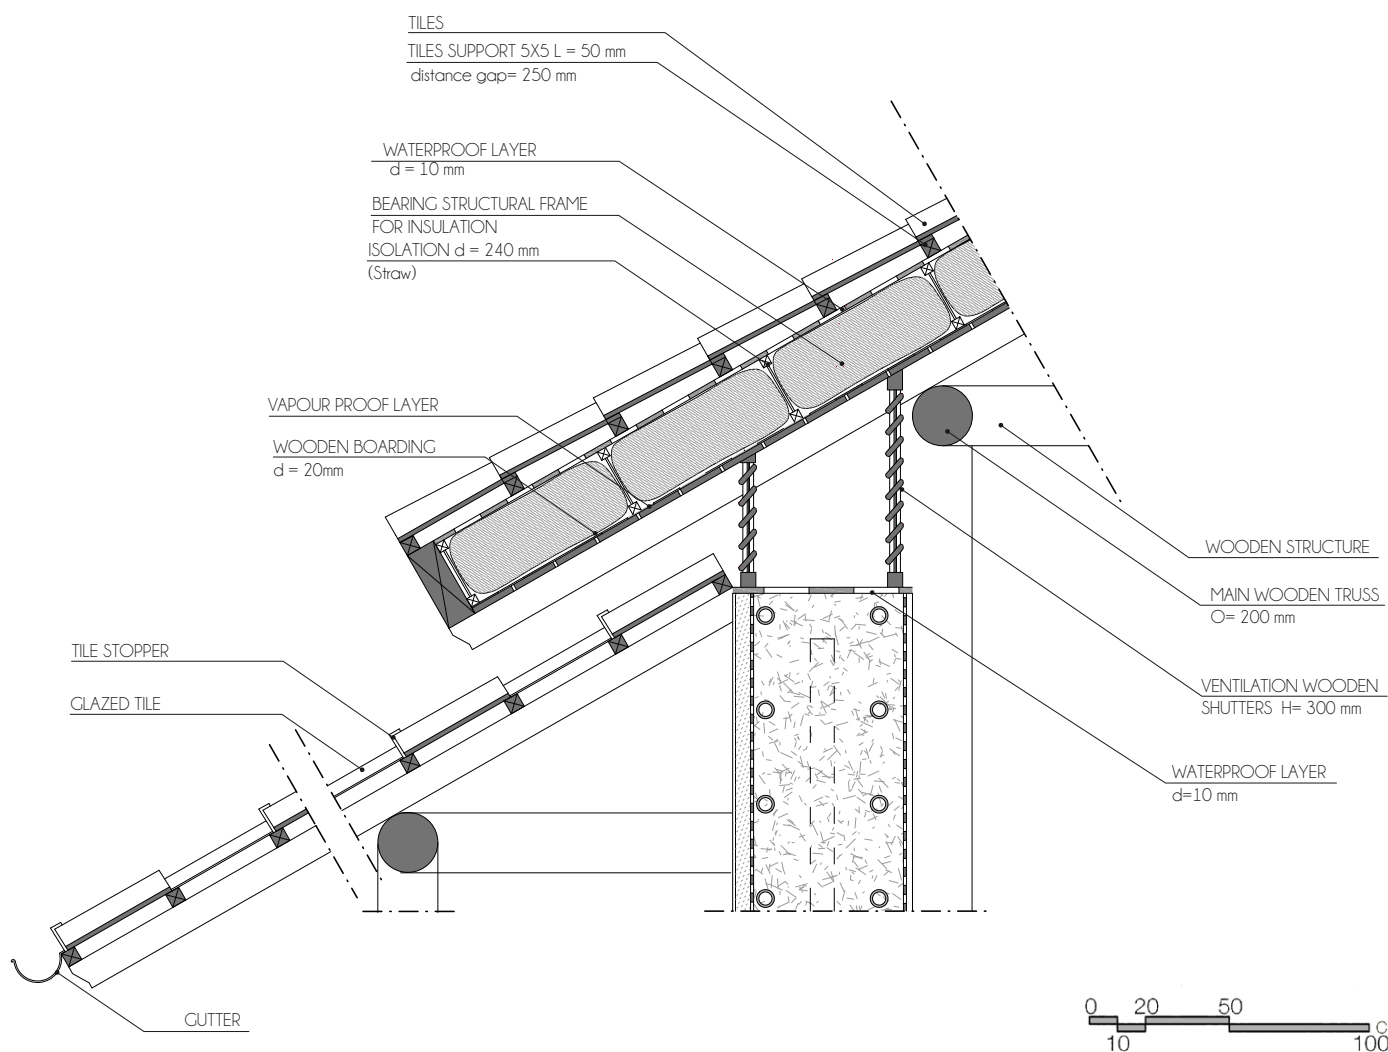 TILES
TILES SUPPORT 5X5 L = 50 mm
distance gap= 250 mm
WATERPROOF LAYER
d = 10 mm
BEARING STRUCTURAL FRAME
FOR INSULATION
ISOLATION d = 240 mm
(Straw)
VAPOUR PROOF LAYER
WOODEN BOARDING
d = 20mm
WOODEN STRUCTURE
MAIN WOODEN TRUSS
O= 200 mm
TILE STOPPER
GLAZED TILE
VENTILATION WOODEN
SHUTTERS H= 300 mm
WATERPROOF LAYER
d=10 mm
GUTTER
0 20 50
10 100